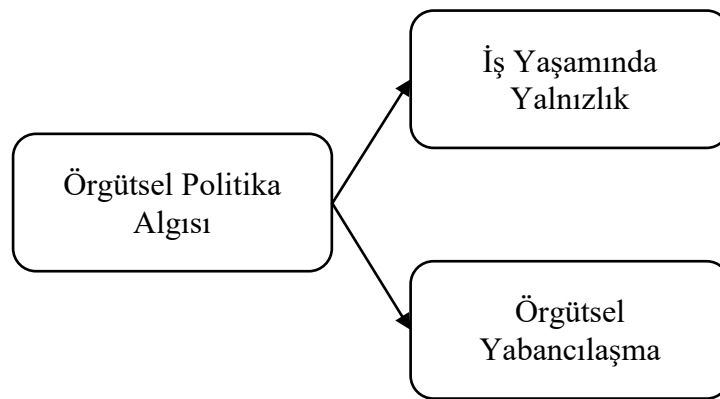 İş Yaşamında
Yalnızlık
Örgütsel Politika
Algısı
Örgütsel
Yabancılaşma